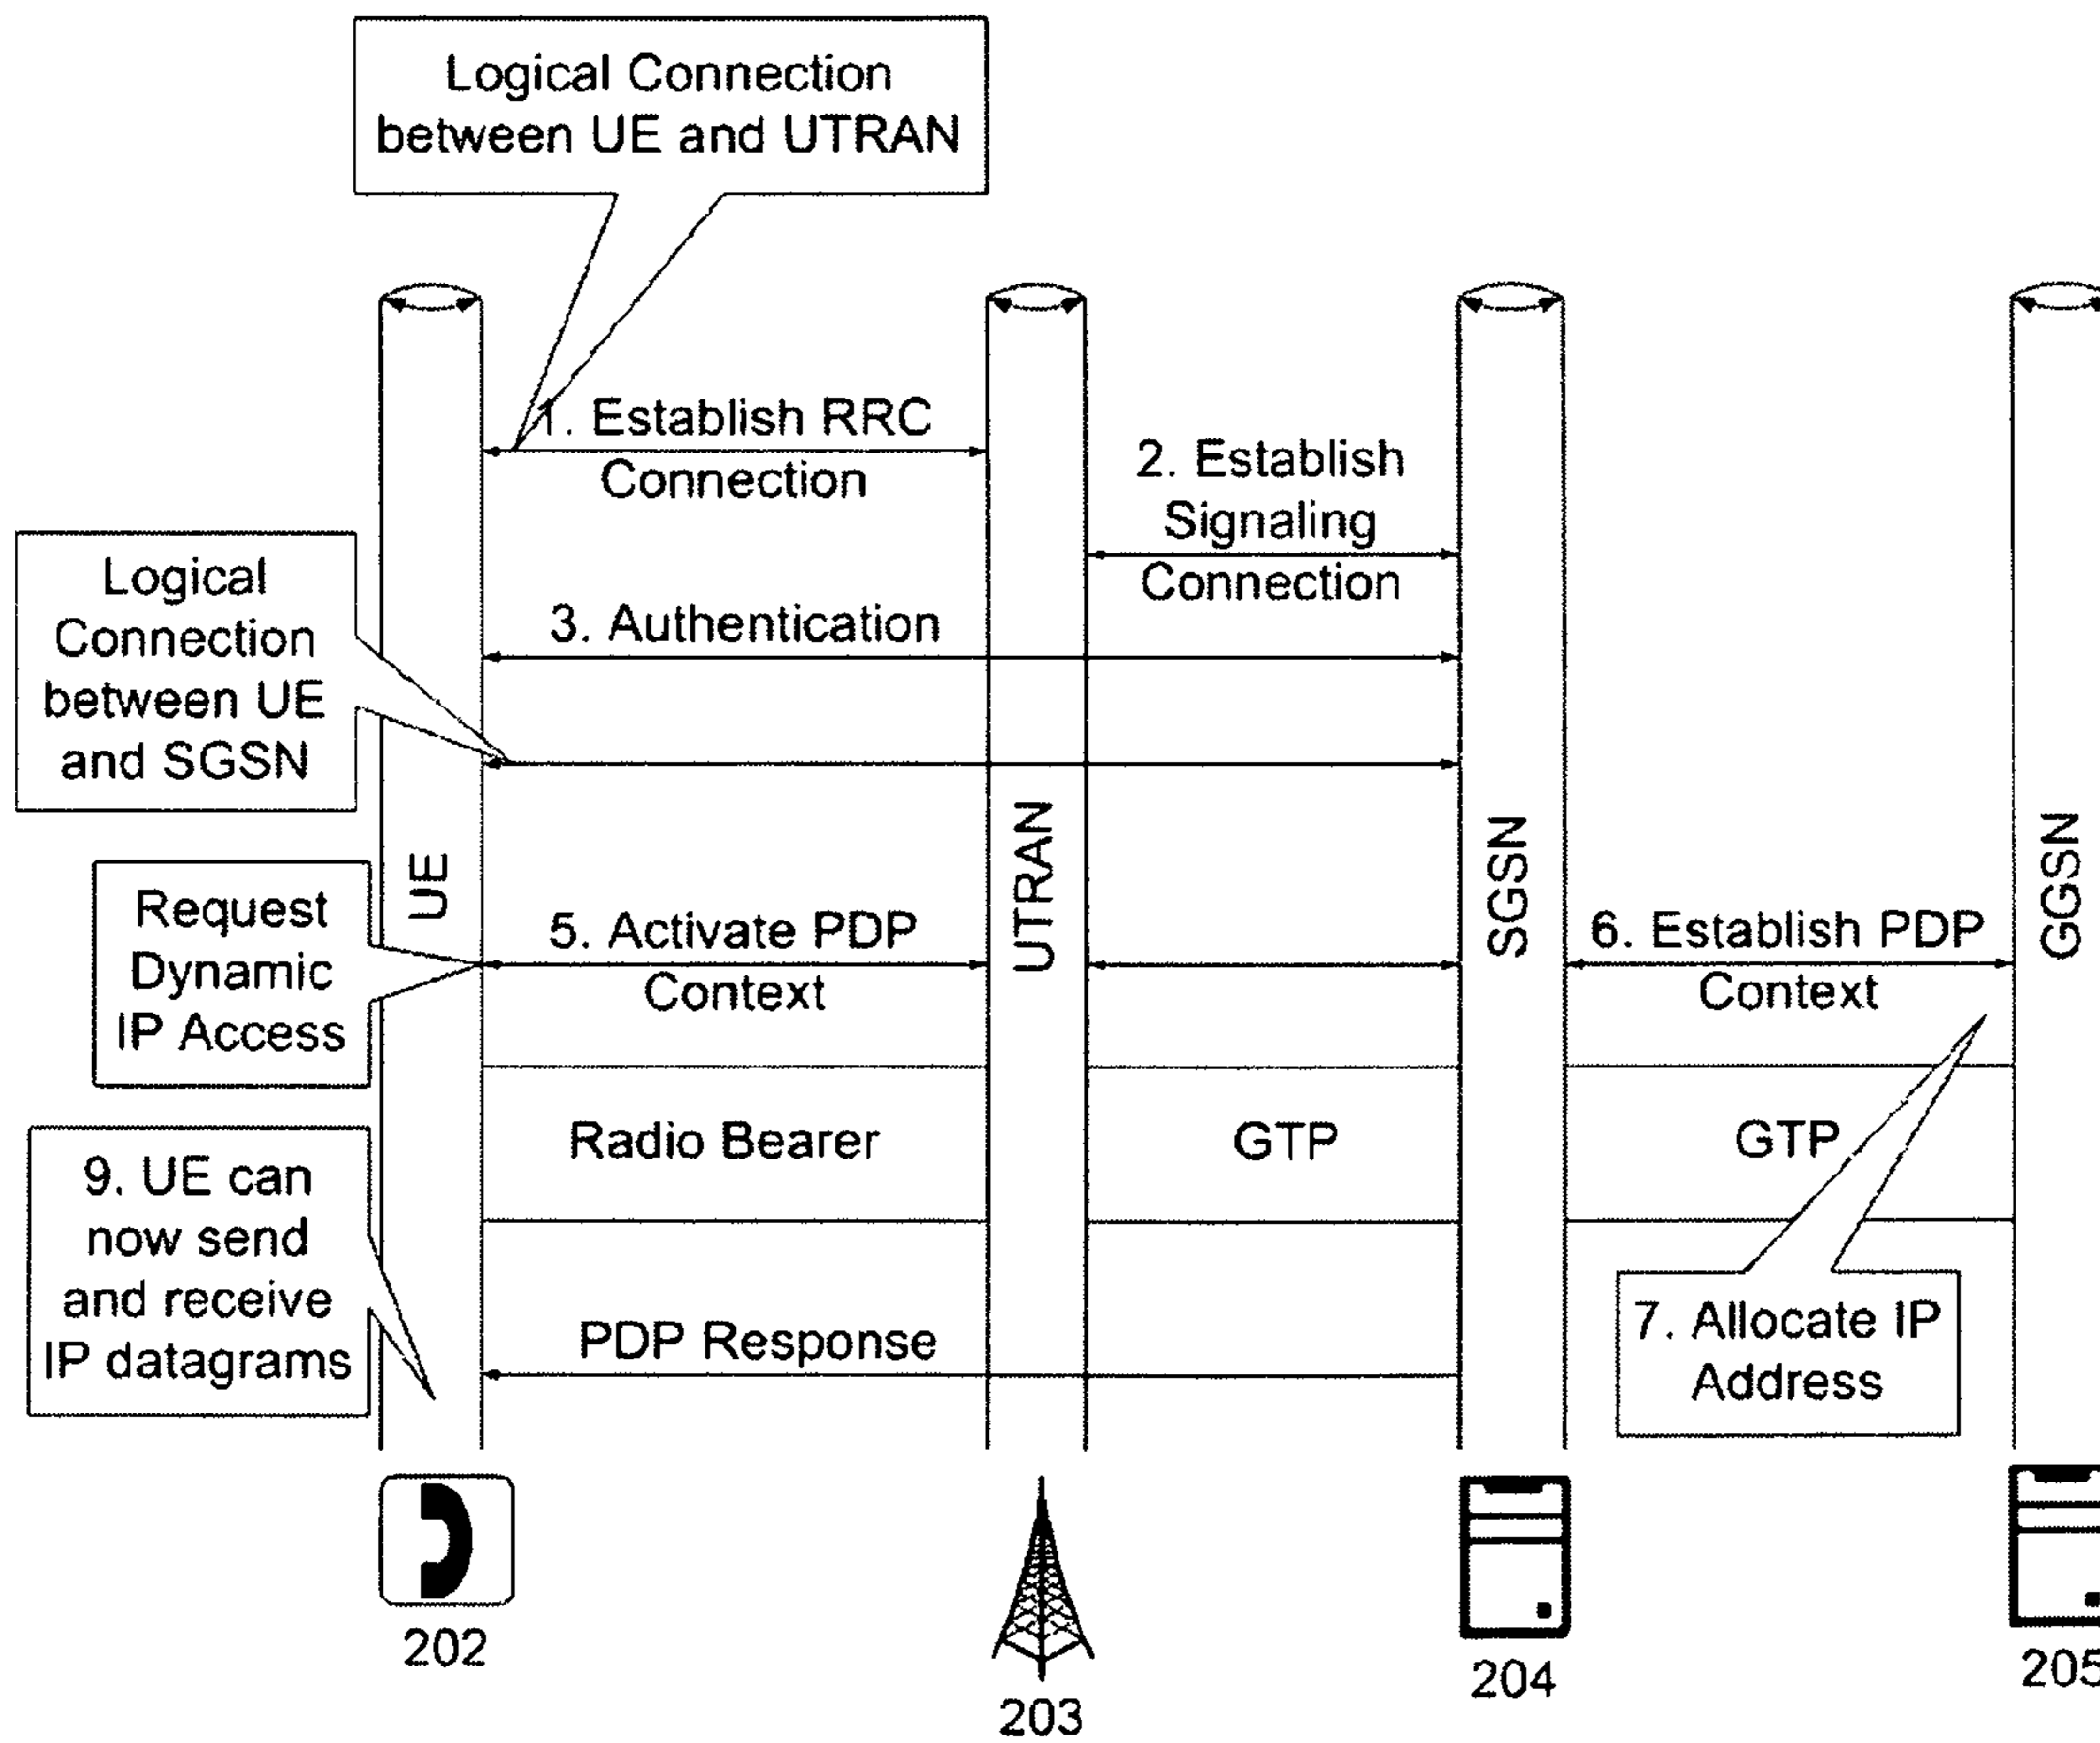 Logical Connection
between UE and UTRAN
1. Establish RRC
Connection
2. Establish
Signaling
Connection
Logical
Connection
between UE
and SGSN
3. Authentication
UE
UTRAN
SGSN
GGSN
Request
Dynamic
IP Access
5. Activate PDP
Context
6. Establish PDP
Context
Radio Bearer
GTP
GTP
9. UE can
now send
and receive
IP datagrams
PDP Response
7. Allocate IP
Address
202
203
204
205